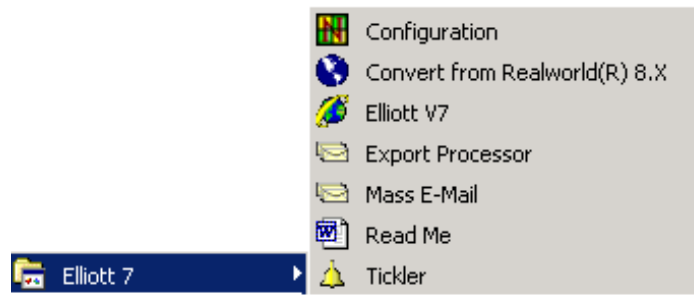 Configuration
Convert from Realworld(R) 8.X
Elliott V7
Export Processor
Mass E-Mail
Read Me
Elliott 7
Tickler